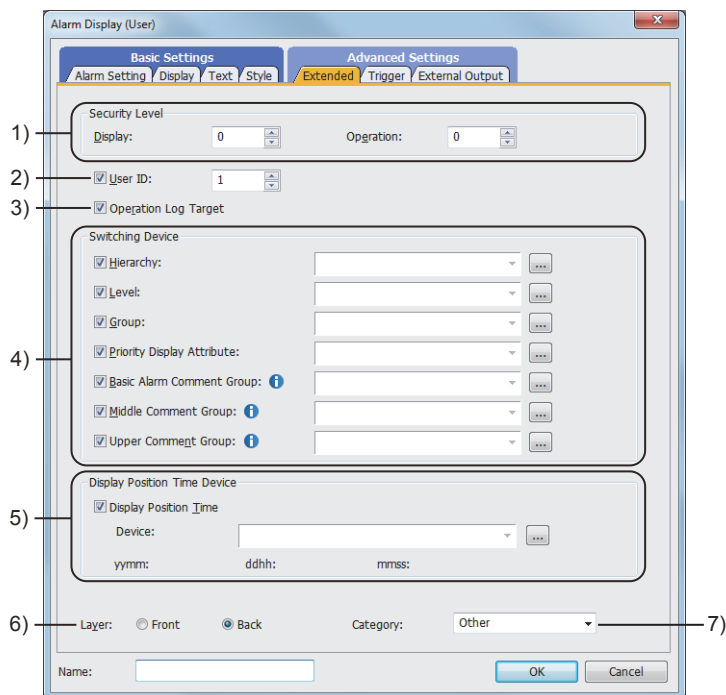 Alarm Display (User)
Basic Settings Advanced Settings
Alarm Setting Display Text Style Extended Trigger External Output
1) Security Level
Display: 0 Operation: 0
2) User ID: 1
3) Operation Log Target
Switching Device
Hierarchy: ...
Level: ...
Group: ...
4) Priority Display Attribute: ...
Basic Alarm Comment Group: i ...
Middle Comment Group: i ...
Upper Comment Group: i ...
Display Position Time Device
5) Display Position Time
Device: ...
yymm: ddhh: mmss:
6) Layer: Front Back Category: Other 7)
Name: OK Cancel